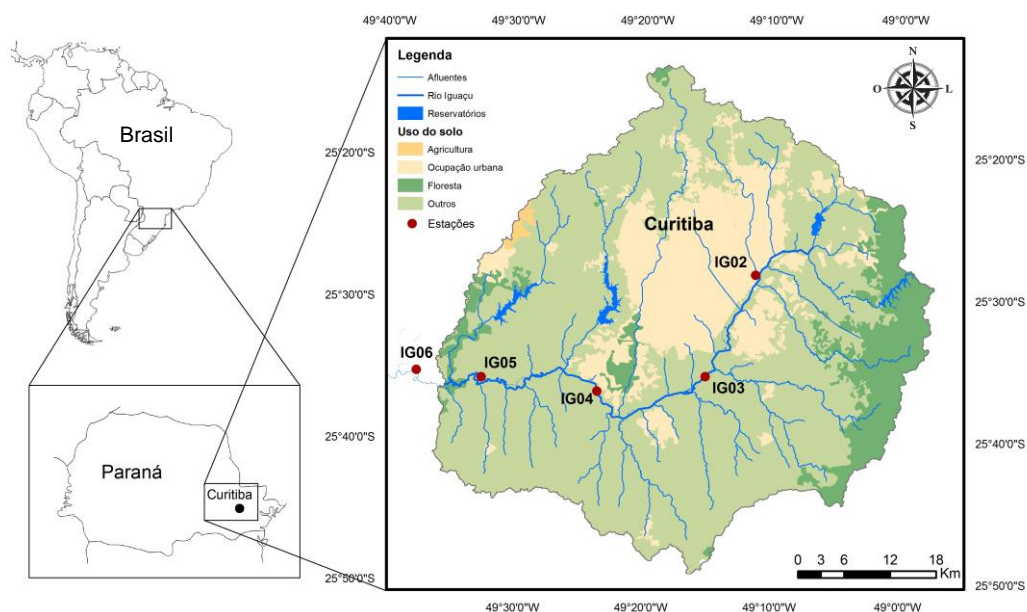 49°40'0"W
49°30'0"W
49°20'0"W
49°10'0"W
49°0'0"W
Brasil
Paraná
Curitiba
Legenda
Afluentes
Rio Iguaçu
Reservatórios
Uso do solo
Agricultura
Ocupação urbana
Floresta
Outros
Estações
N
O
L
S
25°20'0"S
25°20'0"S
Curitiba
IG02
25°30'0"S
25°30'0"S
IG06
IG05
IG04
IG03
25°40'0"S
25°40'0"S
0 3 6 12 18
Km
25°50'0"S
25°50'0"S
49°30'0"W
49°20'0"W
49°10'0"W
49°0'0"W